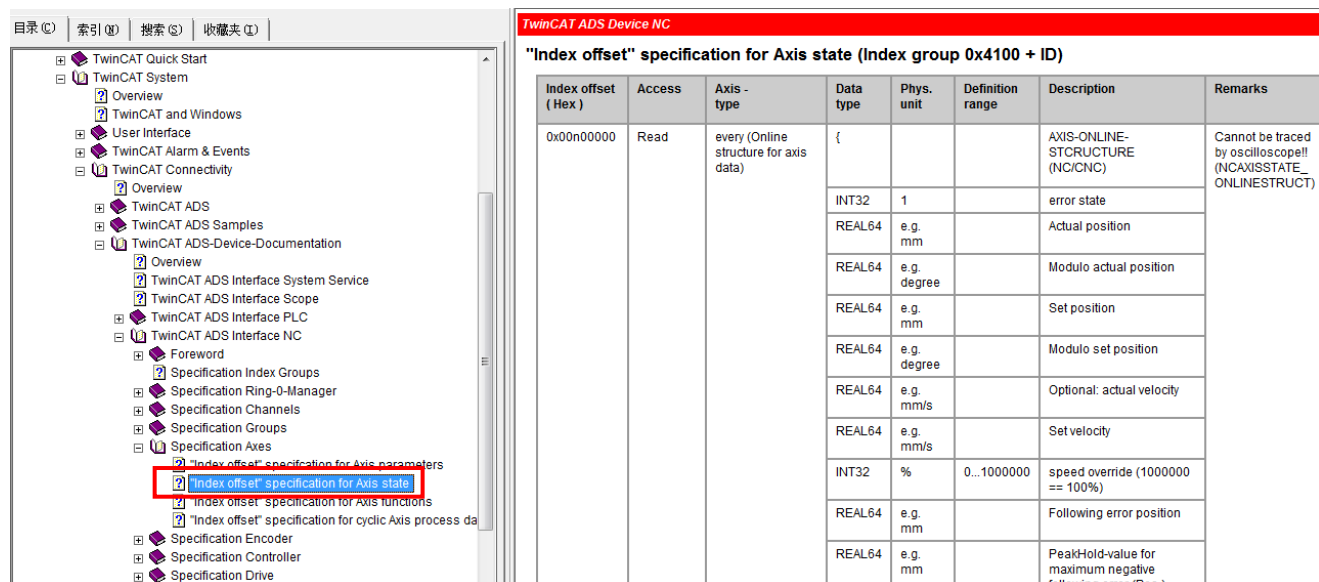 目录(C) 索引(N) 搜索(S) 收藏夹(I)
TwinCAT Quick Start
TwinCAT System
Overview
TwinCAT and Windows
User Interface
TwinCAT Alarm & Events
TwinCAT Connectivity
Overview
TwinCAT ADS
TwinCAT ADS Samples
TwinCAT ADS-Device-Documentation
Overview
TwinCAT ADS Interface System Service
TwinCAT ADS Interface Scope
TwinCAT ADS Interface PLC
TwinCAT ADS Interface NC
Foreword
Specification Index Groups
Specification Ring-0-Manager
Specification Channels
Specification Groups
Specification Axes
"Index offset" specifcation for Axis parameters
"Index offset" specification for Axis state
"Index offset" specification for Axis functions
"Index offset" specification for cyclic Axis process da
Specification Encoder
Specification Controller
Specification Drive
TwinCAT ADS Device NC
"Index offset" specification for Axis state (Index group 0x4100 + ID)
Index offset Access Axis - Data Phys. Definition Description Remarks
( Hex ) type type unit range
0x00n00000 Read every (Online { AXIS-ONLINE- Cannot be traced
structure for axis STCRUCTURE by oscilloscope!!
data) (NC/CNC) (NCAXISSTATE_
ONLINESTRUCT)
INT32 1 error state
REAL64 e.g. Actual position
mm
REAL64 e.g. Modulo actual position
degree
REAL64 e.g. Set position
mm
REAL64 e.g. Modulo set position
degree
REAL64 e.g. Optional: actual velocity
mm/s
REAL64 e.g. Set velocity
mm/s
INT32 % 0...1000000 speed override (1000000
== 100%)
REAL64 e.g. Following error position
mm
REAL64 e.g. PeakHold-value for
mm maximum negative